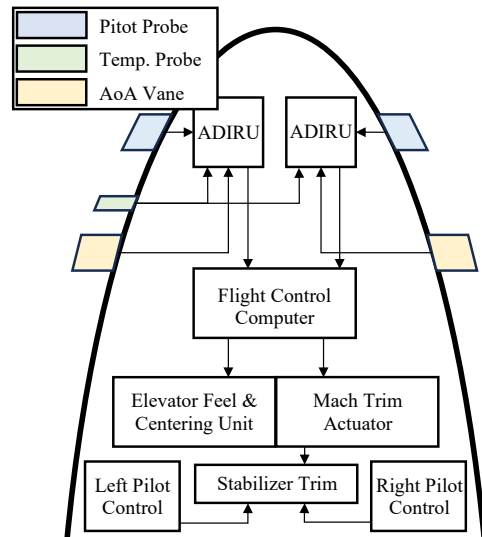 Pitot Probe
Temp. Probe
AoA Vane
ADIRU
ADIRU
Flight Control
Computer
Elevator Feel &
Centering Unit
Mach Trim
Actuator
Left Pilot
Control
Stabilizer Trim
Right Pilot
Control